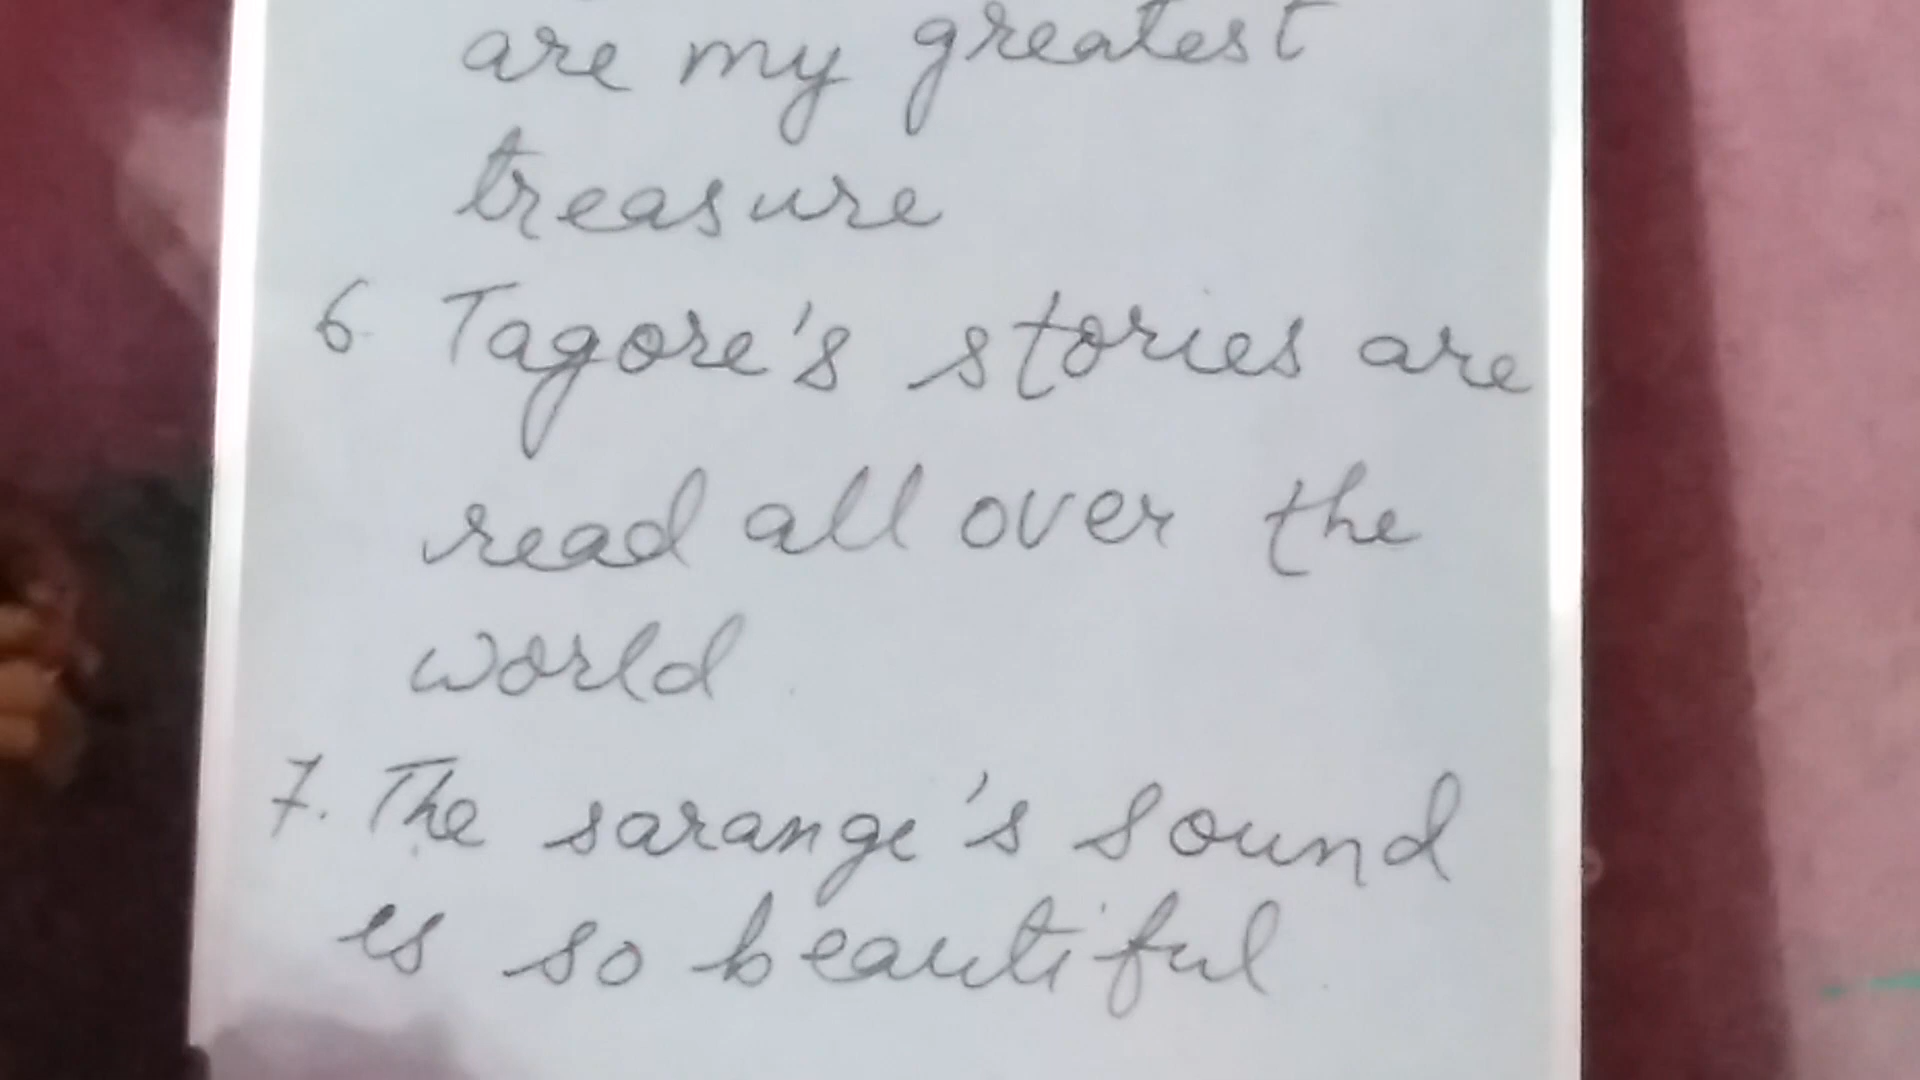 are my greatest
treasure
6 Tagore's stories are
read all over the
world.
7. The sarange's sound
is so beautiful.